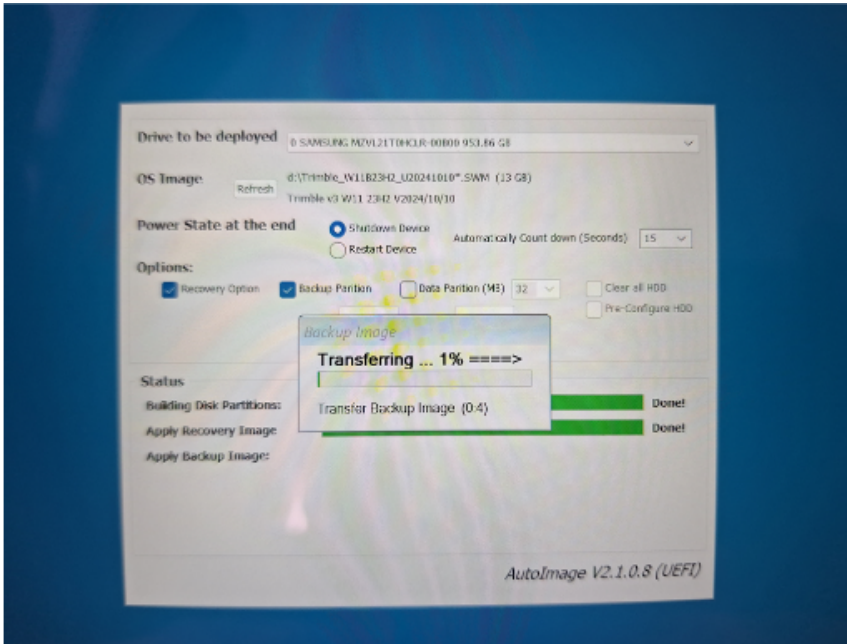 Drive to be deployed
0 SAMSUNG MZVL21T0HCLR-00B00 953.86 GB
OS Image
Refresh
d:\Trimble_W11B23H2_U20241010*.SWM (13 GB)
Trimble v3 W11 23H2 V2024/10/10
Power State at the end
Shutdown Device
Restart Device
Automatically Count down (Seconds)
15
Options:
Recovery Option
Backup Parition
Data Parition (MB)
32
Clear all HDD
Pre-Configure HDD
Backup Image
Transferring ... 1% ====>
Transfer Backup Image (0:4)
Status
Building Disk Partitions:
Done!
Apply Recovery Image
Done!
Apply Backup Image:
AutoImage V2.1.0.8 (UEFI)